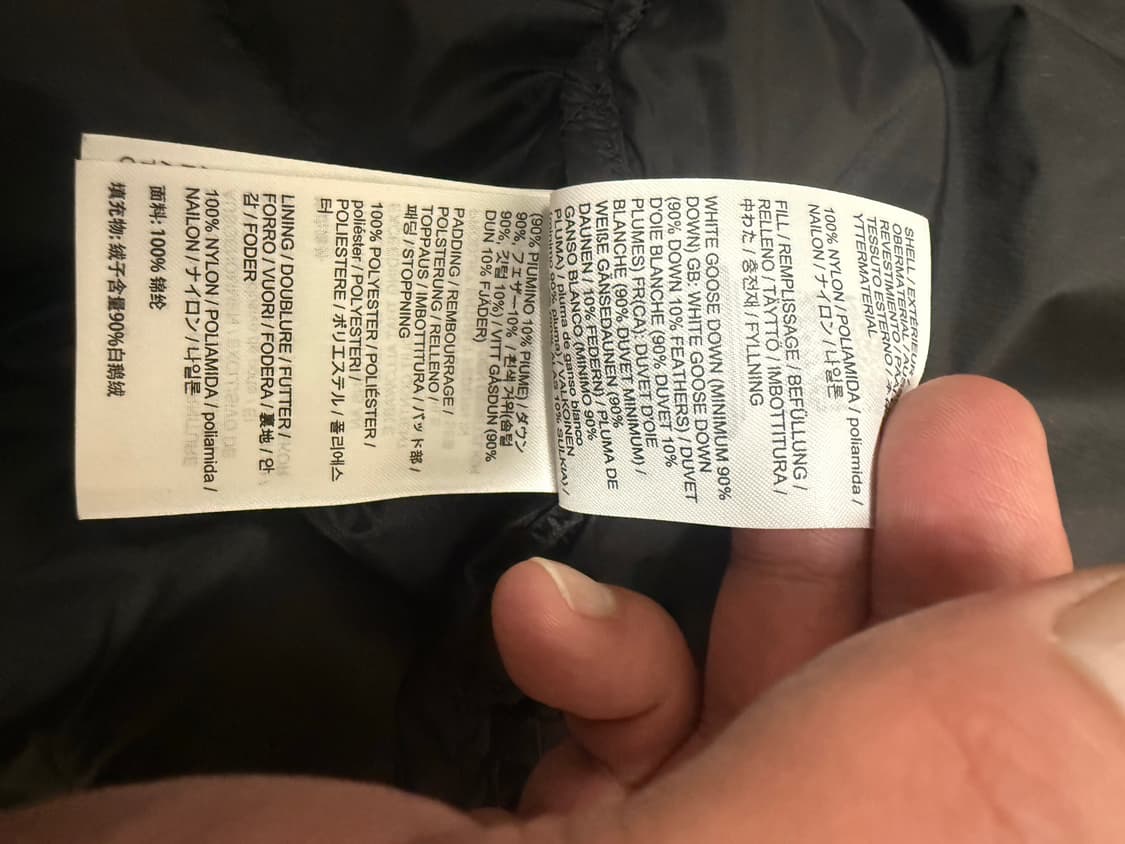 SHELL / EXTÉRIEUR
OBERMATERIAL
REVESTIMIENTO
TESSUTO ESTERNO
YTTERMATERIAL
100% NYLON / POLIAMIDA / poliamida /
NAILON / ナイロン / 나일론
FILL / REMPLISSAGE / BEFÜLLUNG /
RELLENO / TÄYTTÖ / IMBOTTITURA /
中わた / 충전재 / FYLLNING
WHITE GOOSE DOWN (MINIMUM 90%
DOWN) GB: WHITE GOOSE DOWN
(90% DOWN 10% FEATHERS) / DUVET
D'OIE BLANCHE (90% DUVET 10%
PLUMES) FR(CA): DUVET D'OIE
BLANCHE (90% DUVET MINIMUM) /
WEIßE GÄNSEDAUNEN (90%
DAUNEN 10% FEDERN) / PLUMA DE
GANSO BLANCO (MINIMO 90%
PLUMA) / pluma de ganso blanco
(90% PIUMINO 10% PIUME) / ダウン
90%, フェザー10% / 흰색 거위솜털
90%, 깃털 10%) / VITT GÅSDUN (90%
DUN 10% FJÄDER)
PADDING / REMBOURRAGE /
POLSTERUNG / RELLENO /
TOPPAUS / IMBOTTITURA / パッド部 /
패딩 / STOPPNING
100% POLYESTER / POLIÉSTER /
poliéster / POLYESTERI /
POLIESTERE / ポリエステル / 폴리에스
터
LINING / DOUBLURE / FUTTER /
FORRO / VUORI / FODERA / 裏地 / 안
감 / FODER
100% NYLON / POLIAMIDA / poliamida /
NAILON / ナイロン / 나일론
面料: 100% 锦纶
填充物: 绒子含量90%白鹅绒